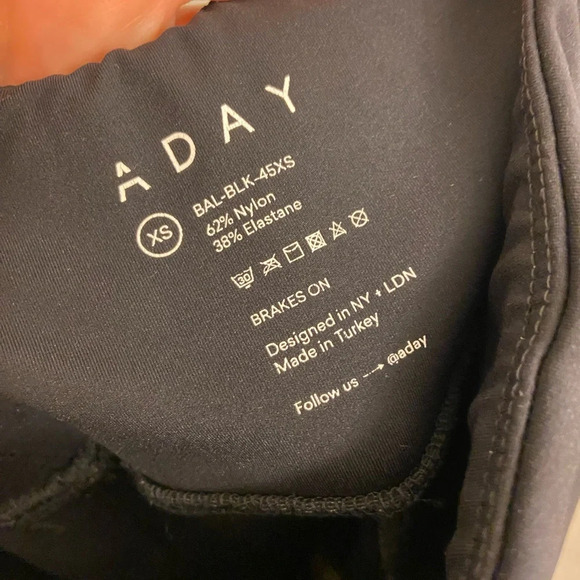 ADAY
XS
BAL-BLK-45XS
62% Nylon
38% Elastane
30
BRAKES ON
Designed in NY + LDN
Made in Turkey
Follow us → @aday